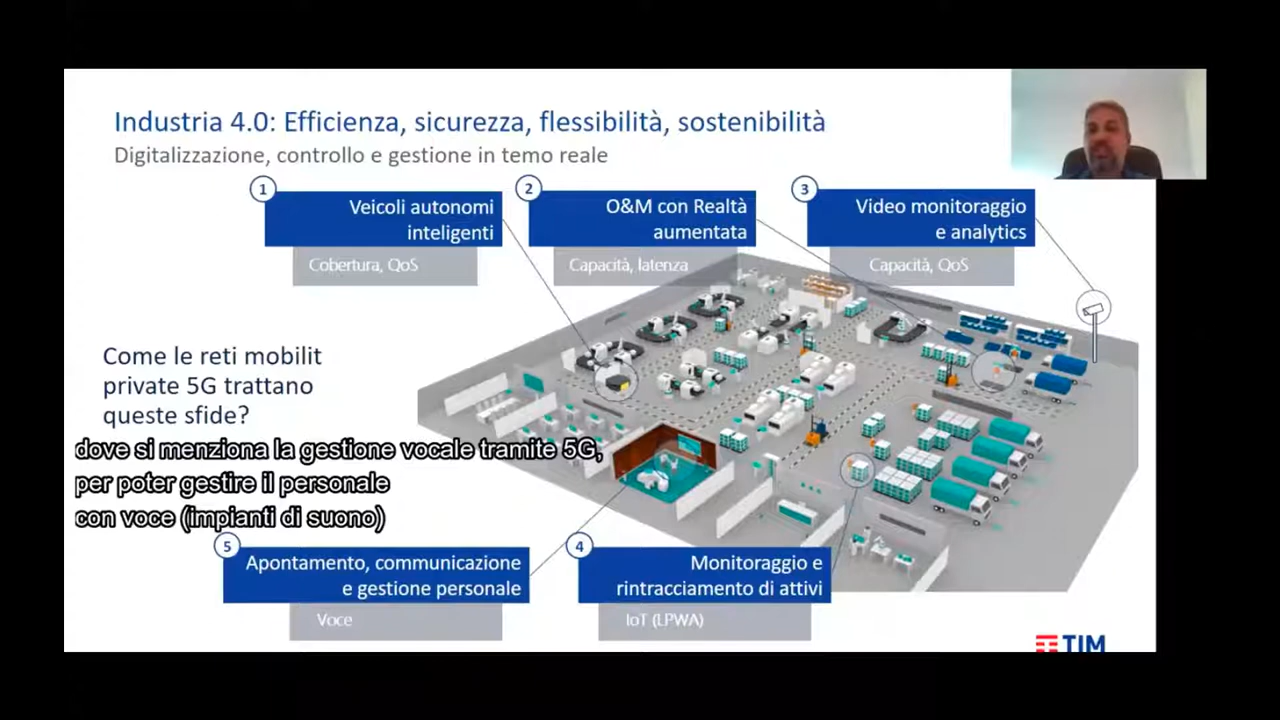 Industria 4.0: Efficienza, sicurezza, flessibilità, sostenibilità
Digitalizzazione, controllo e gestione in temo reale
1
Veicoli autonomi
inteligenti
Cobertura, QoS
2
O&M con Realtà
aumentata
Capacità, latenza
3
Video monitoraggio
e analytics
Capacità, QoS
Come le reti mobilit
private 5G trattano
queste sfide?
dove si menziona la gestione vocale tramite 5G,
per poter gestire il personale
con voce (impianti di suono)
5
Apontamento, communicazione
e gestione personale
Voce
4
Monitoraggio e
rintracciamento di attivi
IoT (LPWA)
TIM